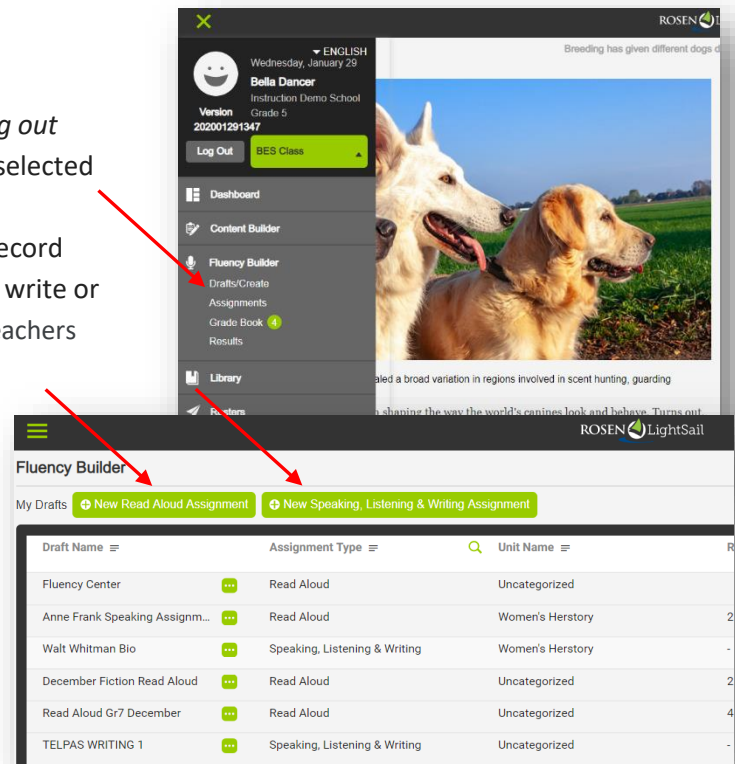 g out
selected
ecord
write or
eachers
ROSEN
ENGLISH
Wednesday, January 29
Bella Dancer
Instruction Demo School
Version Grade 5
202001291347
Log Out BES Class
Breeding has given different dogs
Dashboard
Content Builder
Fluency Builder
Drafts/Create
Assignments
Grade Book 4
Results
Library
aled a broad variation in regions involved in scent hunting, guarding
shaping the way the world's canines look and behave. Turns out,
ROSEN LightSail
Fluency Builder
My Drafts New Read Aloud Assignment New Speaking, Listening & Writing Assignment
Draft Name Assignment Type Unit Name R
Fluency Center Read Aloud Uncategorized
Anne Frank Speaking Assignm... Read Aloud Women's Herstory 2
Walt Whitman Bio Speaking, Listening & Writing Women's Herstory -
December Fiction Read Aloud Read Aloud Uncategorized 2
Read Aloud Gr7 December Read Aloud Uncategorized 4
TELPAS WRITING 1 Speaking, Listening & Writing Uncategorized -